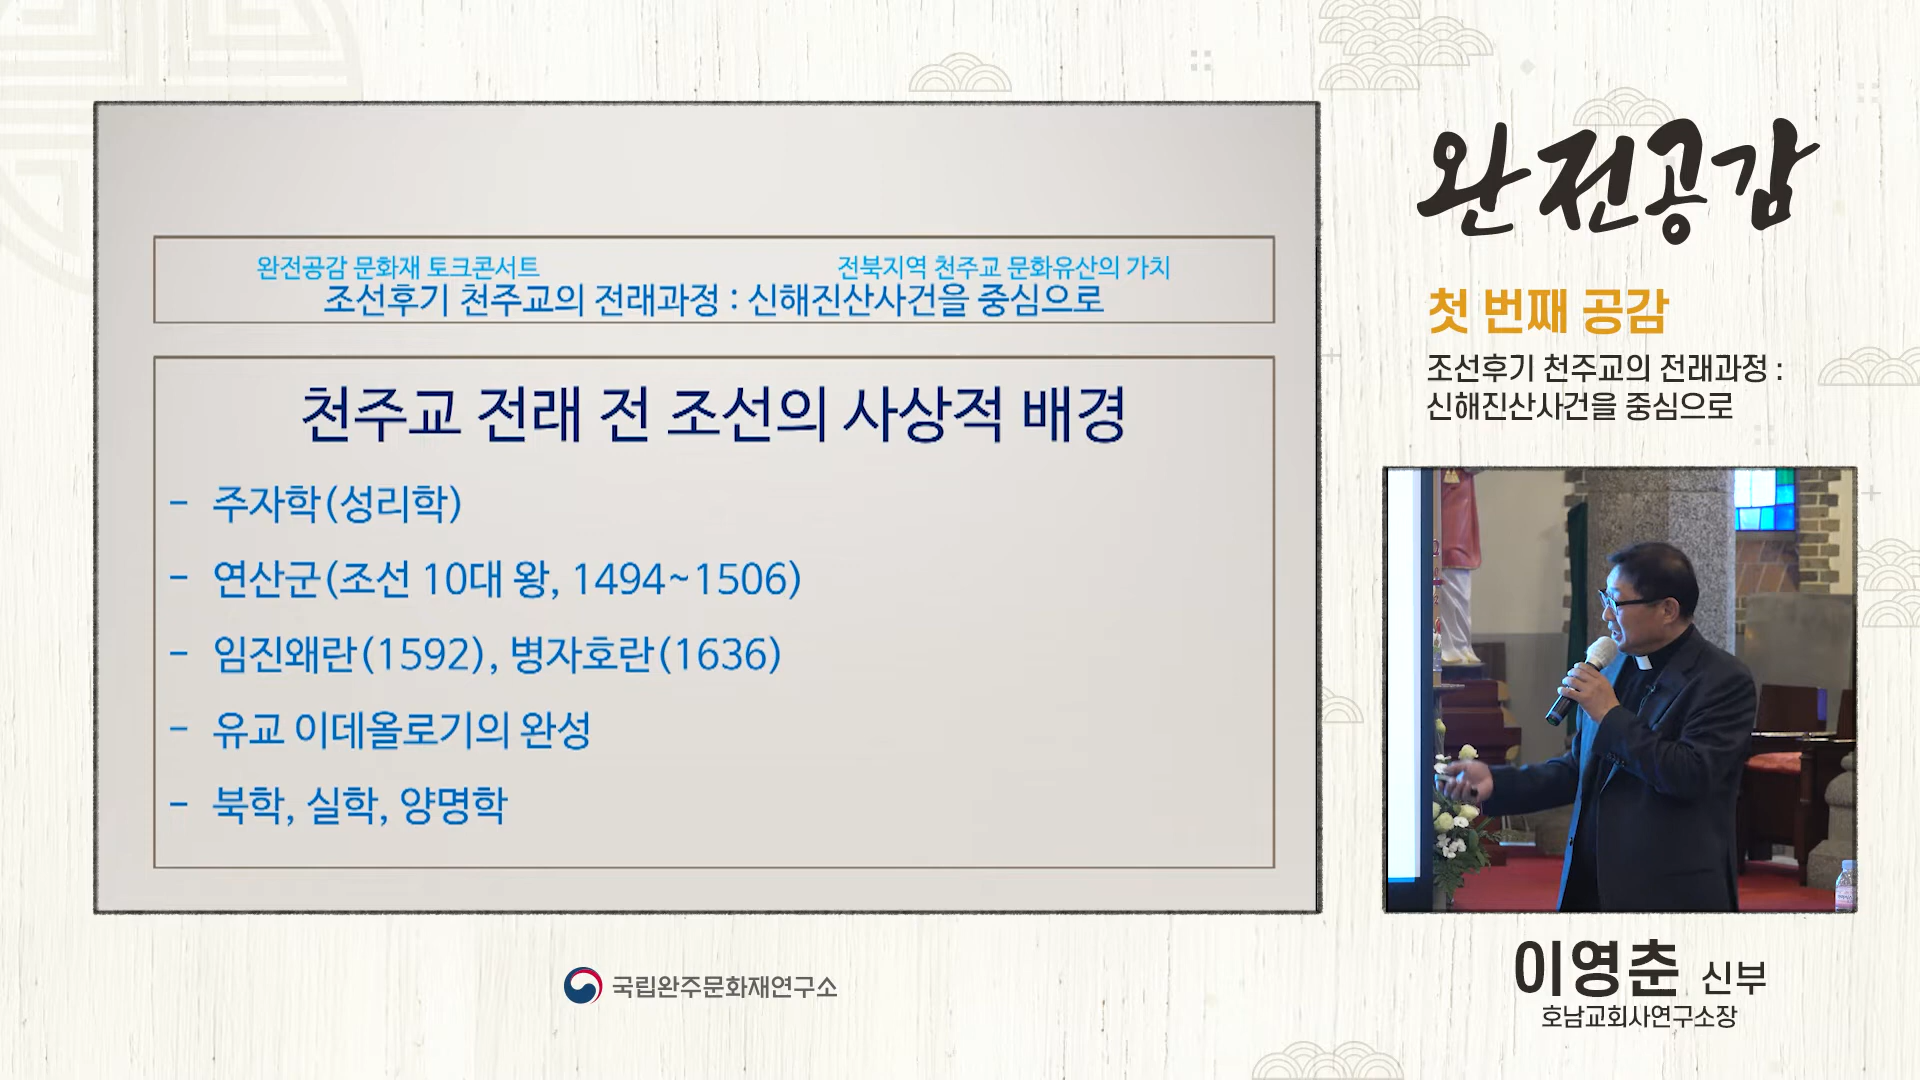 완전공감 문화재 토크콘서트 전북지역 천주교 문화유산의 가치
조선후기 천주교의 전래과정 : 신해진산사건을 중심으로
천주교 전래 전 조선의 사상적 배경
- 주자학(성리학)
- 연산군(조선 10대 왕, 1494~1506)
- 임진왜란(1592), 병자호란(1636)
- 유교 이데올로기의 완성
- 북학, 실학, 양명학
완전공감
첫 번째 공감
조선후기 천주교의 전래과정 :
신해진산사건을 중심으로
이영춘 신부
호남교회사연구소장
국립완주문화재연구소